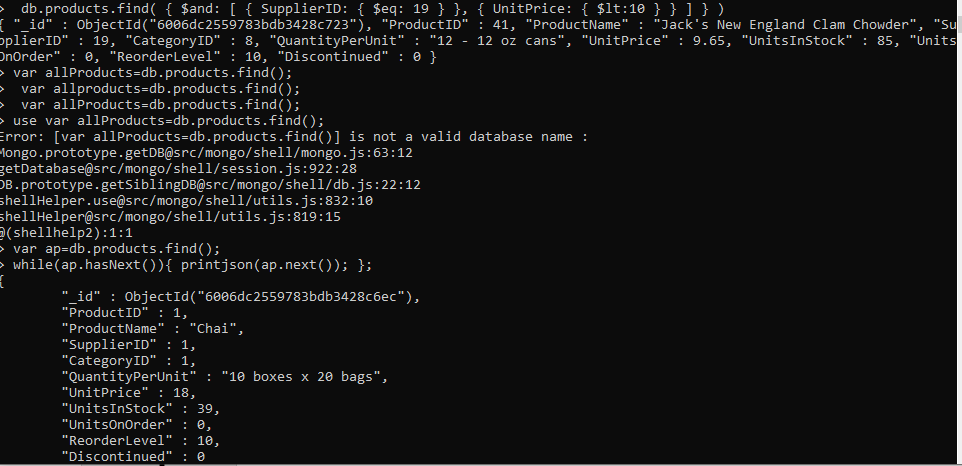 >  db.products.find( { $and: [ { SupplierID: { $eq: 19 } }, { UnitPrice: { $lt:10 } } ] } )
{ "_id" : ObjectId("6006dc2559783bdb3428c723"), "ProductID" : 41, "ProductName" : "Jack's New England Clam Chowder", "Su
pplierID" : 19, "CategoryID" : 8, "QuantityPerUnit" : "12 - 12 oz cans", "UnitPrice" : 9.65, "UnitsInStock" : 85, "Units
OnOrder" : 0, "ReorderLevel" : 10, "Discontinued" : 0 }
> var allProducts=db.products.find();
>  var allproducts=db.products.find();
>  var allProducts=db.products.find();
> use var allProducts=db.products.find();
Error: [var allProducts=db.products.find()] is not a valid database name :
Mongo.prototype.getDB@src/mongo/shell/mongo.js:63:12
getDatabase@src/mongo/shell/session.js:922:28
DB.prototype.getSiblingDB@src/mongo/shell/db.js:22:12
shellHelper.use@src/mongo/shell/utils.js:832:10
shellHelper@src/mongo/shell/utils.js:819:15
@(shellhelp2):1:1
> var ap=db.products.find();
> while(ap.hasNext()){ printjson(ap.next()); };
{
        "_id" : ObjectId("6006dc2559783bdb3428c6ec"),
        "ProductID" : 1,
        "ProductName" : "Chai",
        "SupplierID" : 1,
        "CategoryID" : 1,
        "QuantityPerUnit" : "10 boxes x 20 bags",
        "UnitPrice" : 18,
        "UnitsInStock" : 39,
        "UnitsOnOrder" : 0,
        "ReorderLevel" : 10,
        "Discontinued" : 0